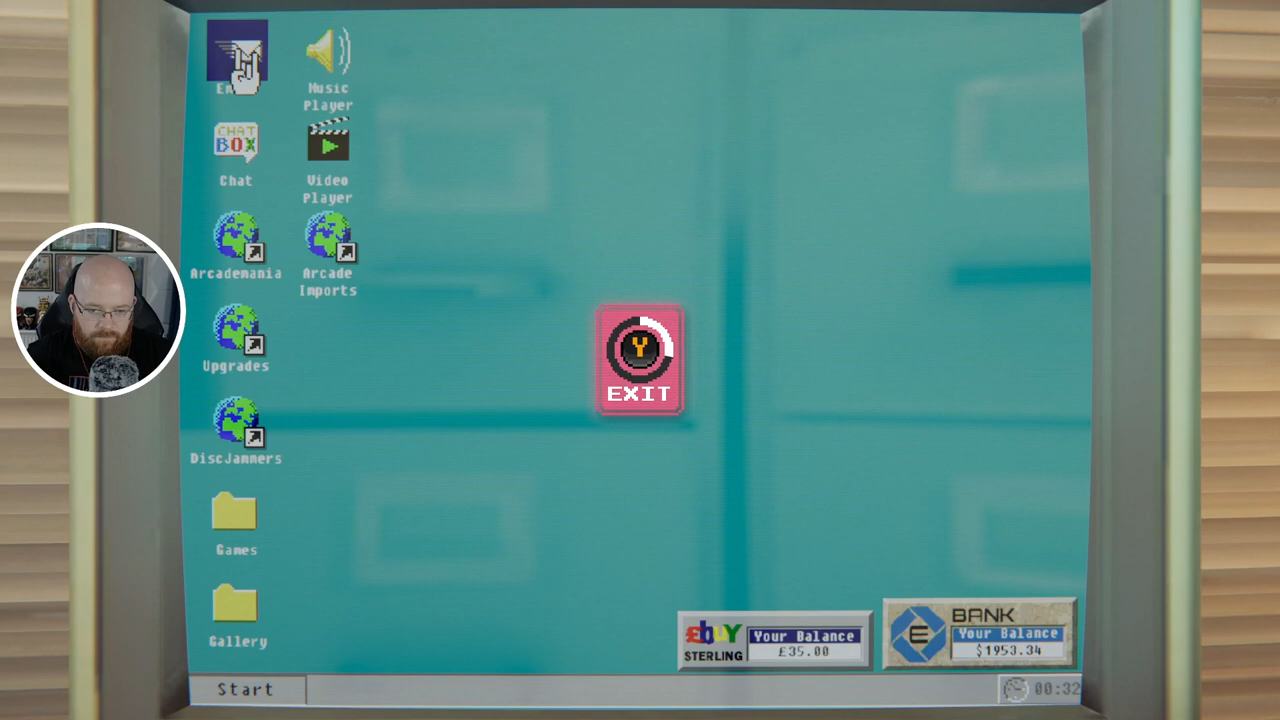 Music
Player
CHAT
BOX
Chat
Video
Player
Arcademania
Arcade
Imports
Upgrades
DiscJammers
Games
Gallery
Y
EXIT
ebuY
STERLING
Your Balance
£35.00
E
BANK
Your Balance
$1953.34
Start
00:32